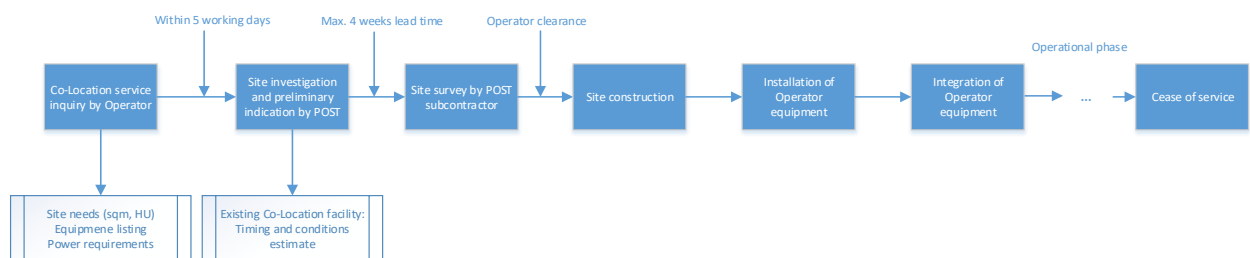 Within 5 working days
Max. 4 weeks lead time
Operator clearance
Operational phase
Co-Location service
inquiry by Operator
Site investigation
and preliminary
indication by POST
Site survey by POST
subcontractor
Site construction
Installation of
Operator
equipment
Integration of
Operator
equipment
...
Cease of service
Site needs (sqm, HU)
Equipmene listing
Power requirements
Existing Co-Location facility:
Timing and conditions
estimate